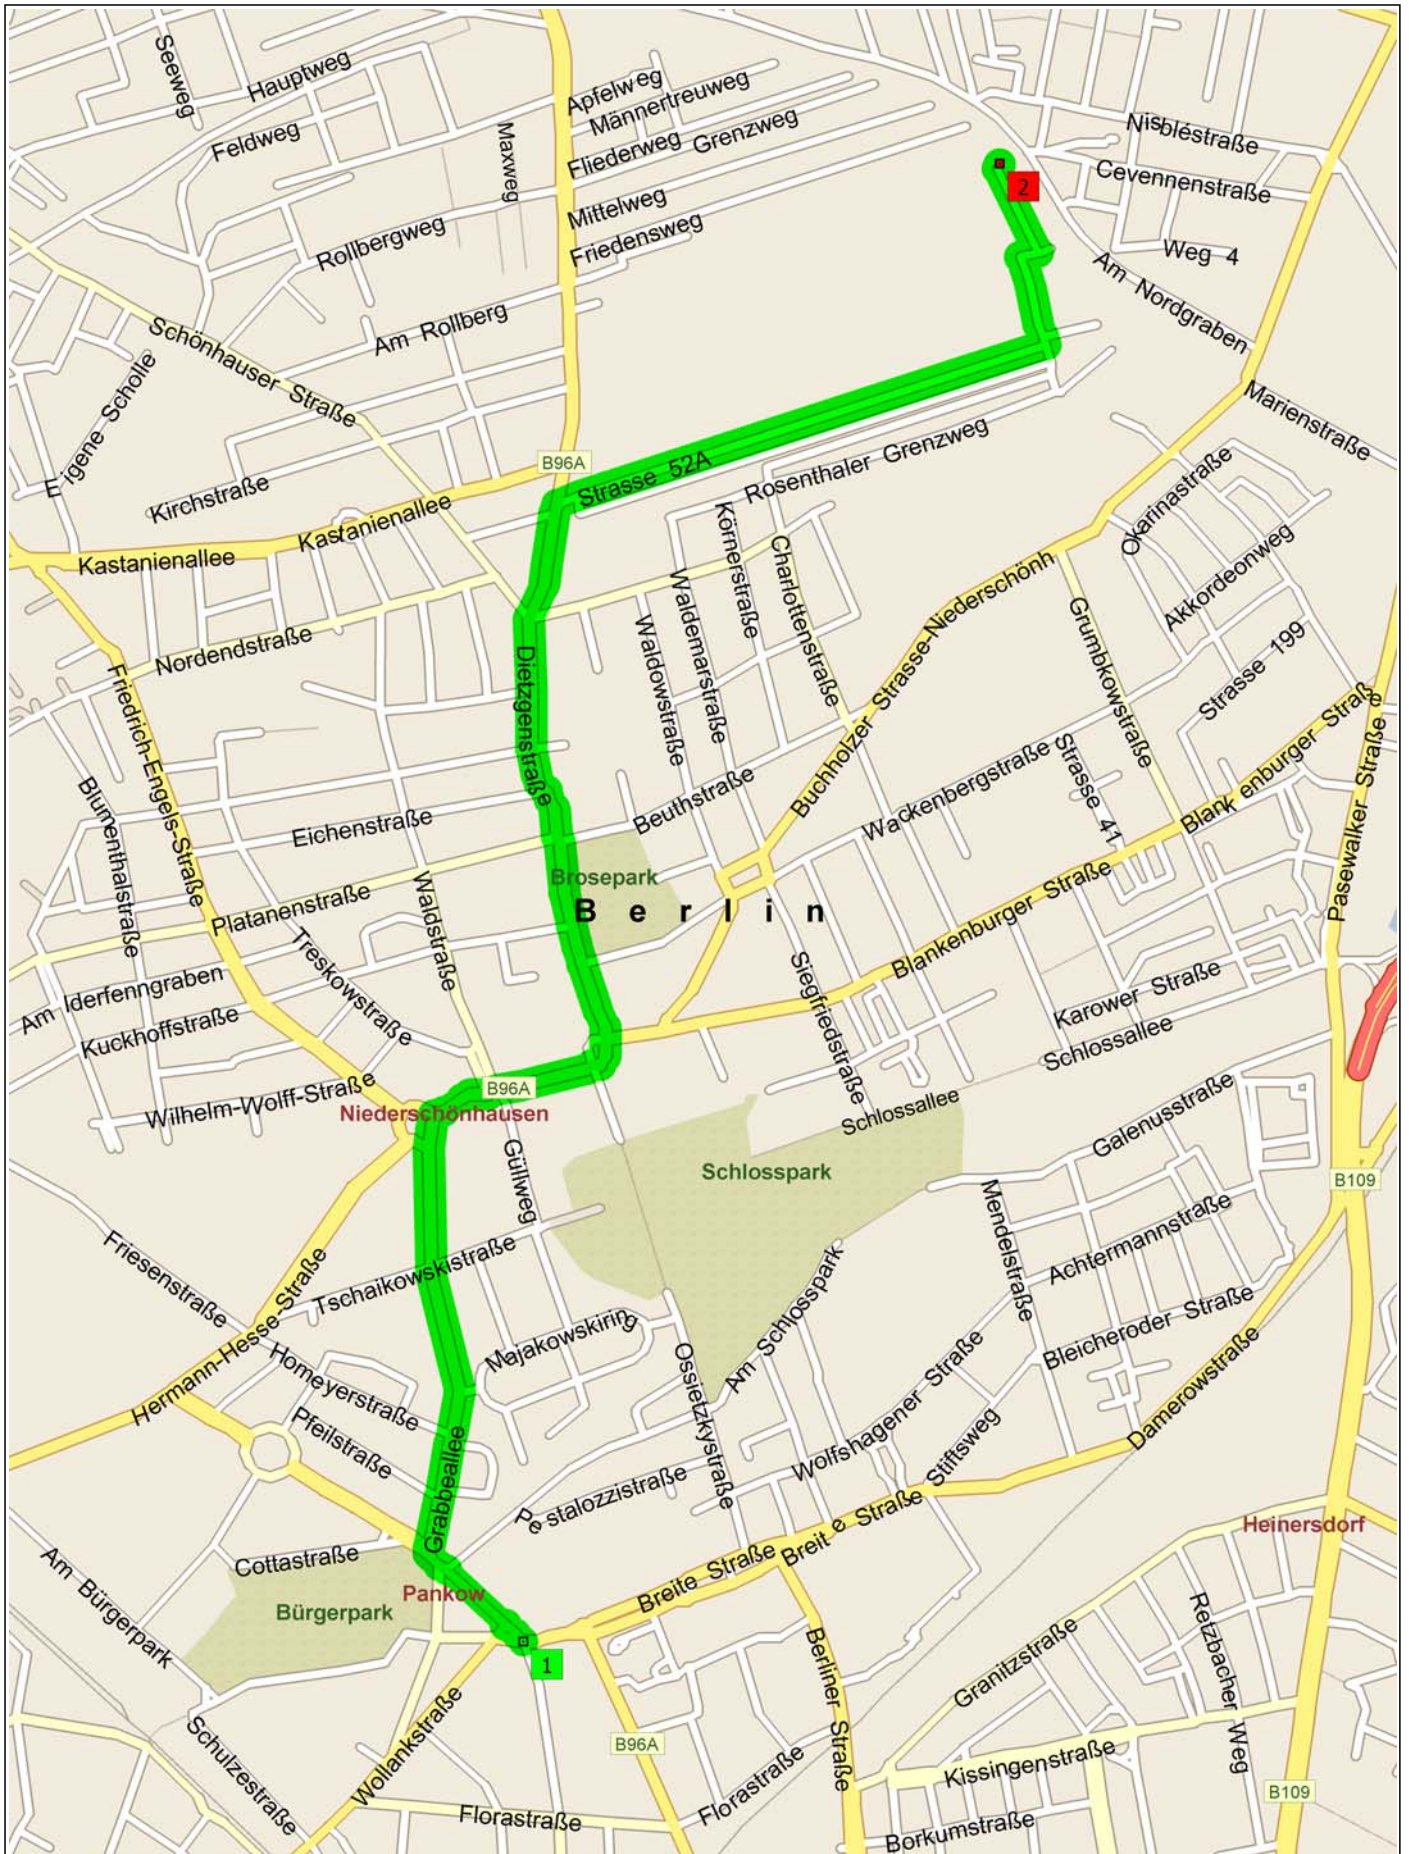 Seeweg
Hauptweg
Feldweg
Maxweg
Apfelweg
Männertreuweg
Fliederweg
Grenzweg
Mittelweg
Friedensweg
Nisbléstraße
Cevennenstraße
2
Weg 4
Am Nordgraben
Rollbergweg
Am Rollberg
Schönhauser Straße
Eigene Scholle
Marienstraße
B96A
Strasse 52A
Rosenthaler Grenzweg
Kirchstraße
Kastanienallee
Kastanienallee
Okarinastraße
Akkordeonweg
Körnerstraße
Charlottenstraße
Waldemarstraße
Waldowstraße
Buchholzer Strasse-Niederschönh
Grumbkowstraße
Strasse 199
Nordendstraße
Friedrich-Engels-Straße
Dietzgenstraße
Blumenthalstraße
Eichenstraße
Beuthstraße
Wackenbergstraße
Strasse 41
Blankenburger Straße
Pasewalker Straße
Brosepark
Berlin
Platanenstraße
Waldstraße
Treskowstraße
Blankenburger Straße
Siegfriedstraße
Am Iderfenngraben
Kuckhoffstraße
Karower Straße
Schlossallee
Wilhelm-Wolff-Straße
B96A
Niederschönhausen
Schlossallee
Galenusstraße
Güllweg
Schlosspark
B109
Mendelstraße
Achtermannstraße
Friesenstraße
Tschaikowskistraße
Hermann-Hesse-Straße
Majakowskiring
Am Schlosspark
Bleicheroder Straße
Homeyerstraße
Ossietzkystraße
Damerowstraße
Pfeilstraße
Wolfshagener Straße
Stiftsweg
Grabbeallee
Pestalozzistraße
Breite Straße
Breite Straße
Heinersdorf
Cottastraße
Am Bürgerpark
Pankow
Bürgerpark
1
Berliner Straße
Granitzstraße
Retzbacher Weg
Schulzestraße
Wollankstraße
B96A
Florastraße
Florastraße
Kissingenstraße
B109
Borkumstraße